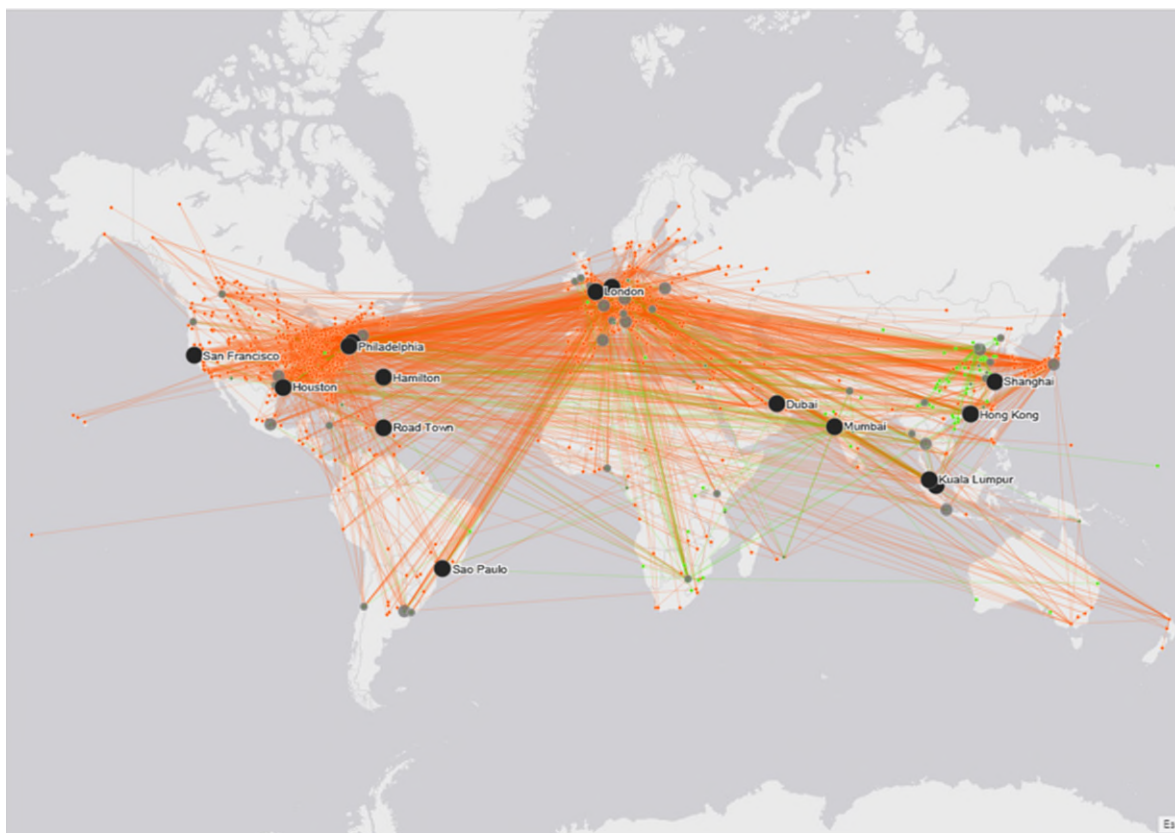 London
Philadelphia
San Francisco
Hamilton
Houston
Shanghai
Dubai
Hong Kong
Road Town
Mumbai
Kuala Lumpur
Sao Paulo